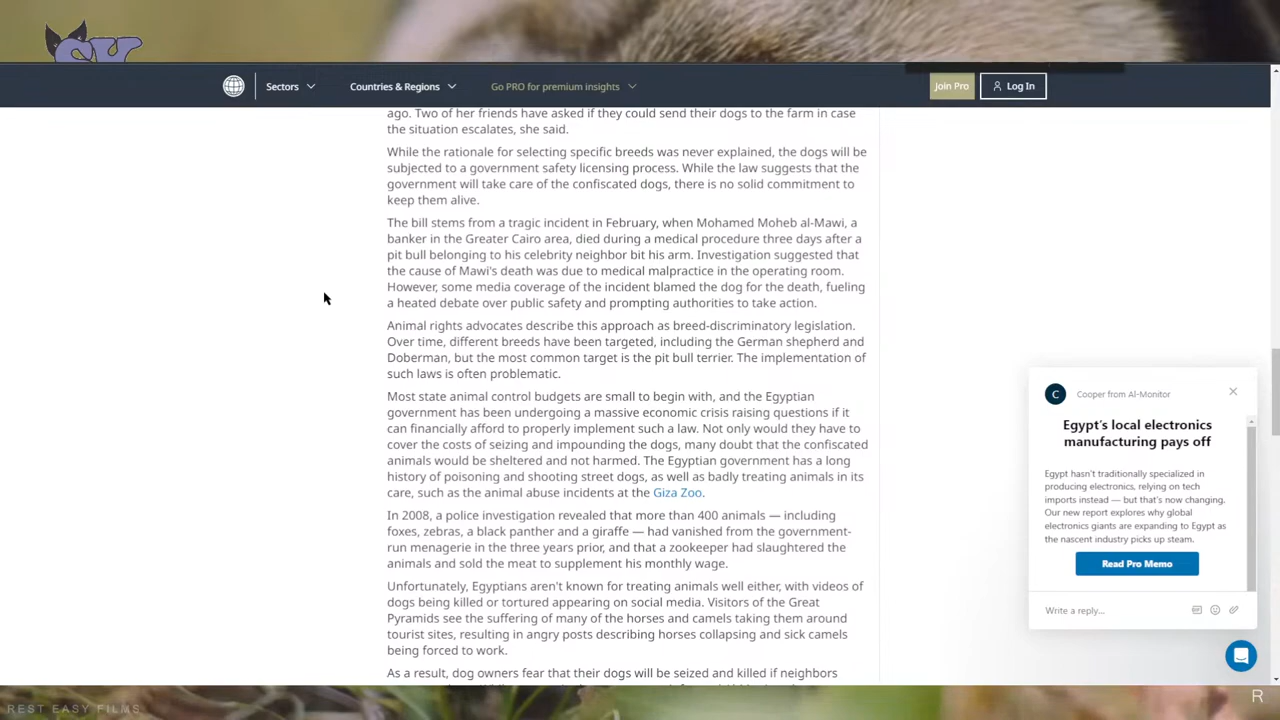 CV
Sectors
Countries & Regions
Go PRO for premium insights
Join Pro
Log In
ago. Two of her friends have asked if they could send their dogs to the farm in case
the situation escalates, she said.
While the rationale for selecting specific breeds was never explained, the dogs will be
subjected to a government safety licensing process. While the law suggests that the
government will take care of the confiscated dogs, there is no solid commitment to
keep them alive.
The bill stems from a tragic incident in February, when Mohamed Moheb al-Mawi, a
banker in the Greater Cairo area, died during a medical procedure three days after a
pit bull belonging to his celebrity neighbor bit his arm. Investigation suggested that
the cause of Mawi's death was due to medical malpractice in the operating room.
However, some media coverage of the incident blamed the dog for the death, fueling
a heated debate over public safety and prompting authorities to take action.
Animal rights advocates describe this approach as breed-discriminatory legislation.
Over time, different breeds have been targeted, including the German shepherd and
Doberman, but the most common target is the pit bull terrier. The implementation of
such laws is often problematic.
Most state animal control budgets are small to begin with, and the Egyptian
government has been undergoing a massive economic crisis raising questions if it
can financially afford to properly implement such a law. Not only would they have to
cover the costs of seizing and impounding the dogs, many doubt that the confiscated
animals would be sheltered and not harmed. The Egyptian government has a long
history of poisoning and shooting street dogs, as well as badly treating animals in its
care, such as the animal abuse incidents at the Giza Zoo.
In 2008, a police investigation revealed that more than 400 animals — including
foxes, zebras, a black panther and a giraffe — had vanished from the government-
run menagerie in the three years prior, and that a zookeeper had slaughtered the
animals and sold the meat to supplement his monthly wage.
Unfortunately, Egyptians aren't known for treating animals well either, with videos of
dogs being killed or tortured appearing on social media. Visitors of the Great
Pyramids see the suffering of many of the horses and camels taking them around
tourist sites, resulting in angry posts describing horses collapsing and sick camels
being forced to work.
As a result, dog owners fear that their dogs will be seized and killed if neighbors
C
Cooper from Al-Monitor
Egypt's local electronics
manufacturing pays off
Egypt hasn't traditionally specialized in
producing electronics, relying on tech
imports instead — but that's now changing.
Our new report explores why global
electronics giants are expanding to Egypt as
the nascent industry picks up steam.
Read Pro Memo
Write a reply...
GIF
REST EASY FILMS
R